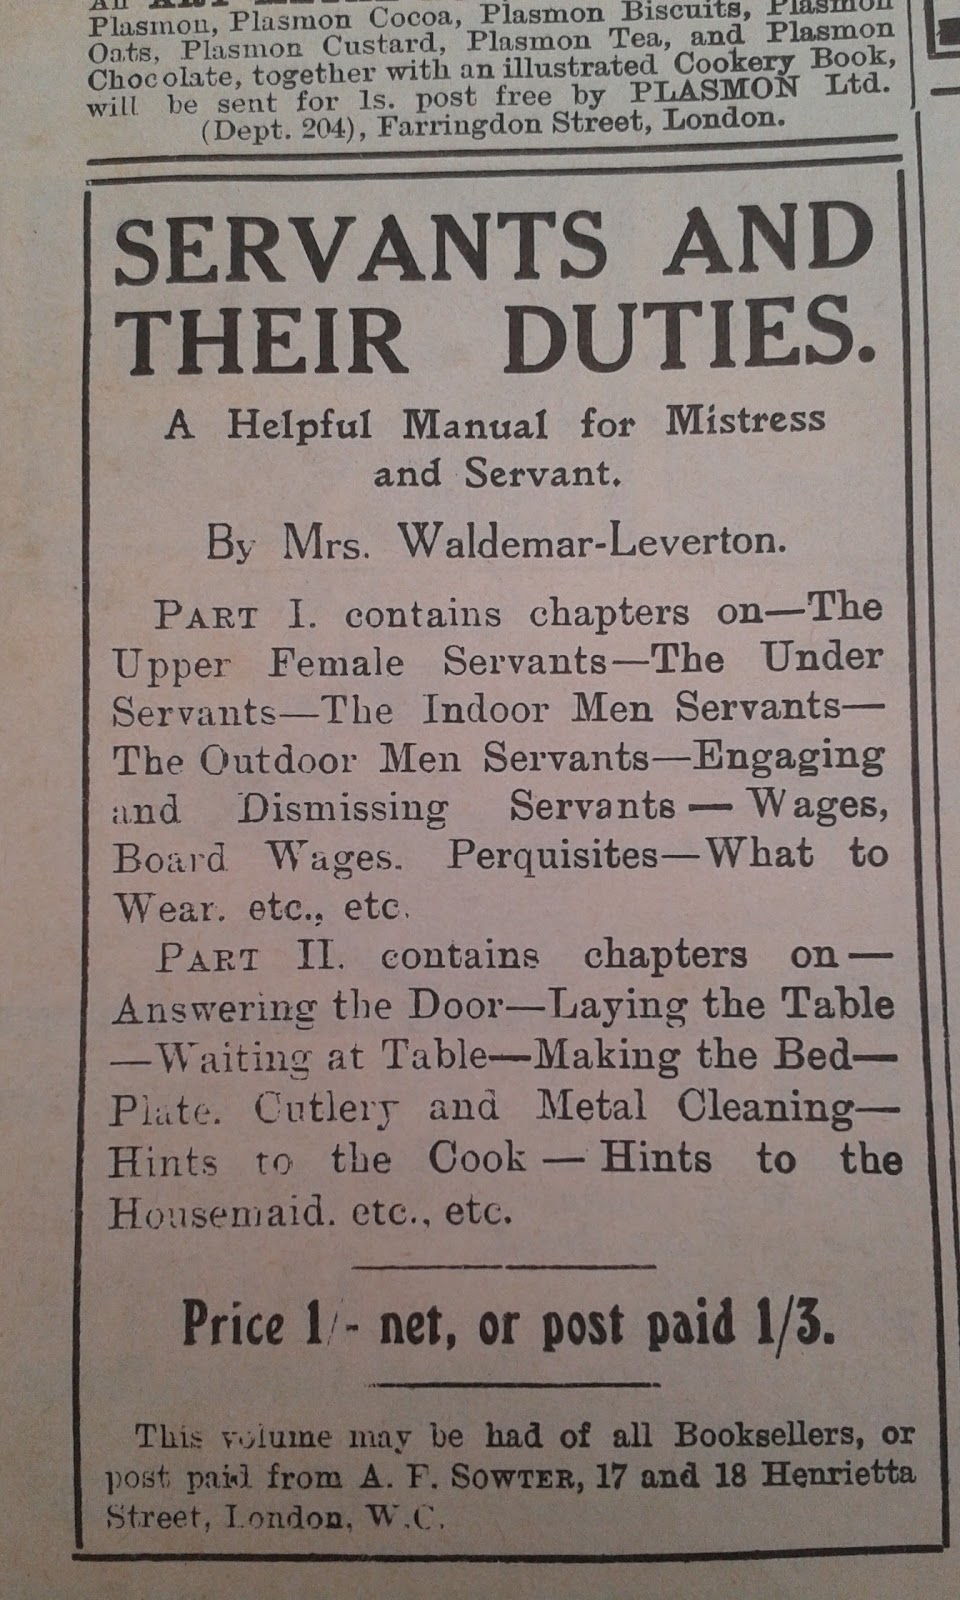 Plasmon, Plasmon Cocoa, Plasmon Biscuits, Plasmon
Oats, Plasmon Custard, Plasmon Tea, and Plasmon
Chocolate, together with an illustrated Cookery Book,
will be sent for 1s. post free by PLASMON Ltd.
(Dept. 204), Farringdon Street, London.
SERVANTS AND
THEIR DUTIES.
A Helpful Manual for Mistress
and Servant.
By Mrs. Waldemar-Leverton.
PART I. contains chapters on—The
Upper Female Servants—The Under
Servants—The Indoor Men Servants—
The Outdoor Men Servants—Engaging
and Dismissing Servants — Wages,
Board Wages. Perquisites—What to
Wear. etc., etc.
PART II. contains chapters on—
Answering the Door—Laying the Table
—Waiting at Table—Making the Bed—
Plate. Cutlery and Metal Cleaning—
Hints to the Cook — Hints to the
Housemaid. etc., etc.
Price 1/- net, or post paid 1/3.
This volume may be had of all Booksellers, or
post paid from A. F. SOWTER, 17 and 18 Henrietta
Street, London, W.C.